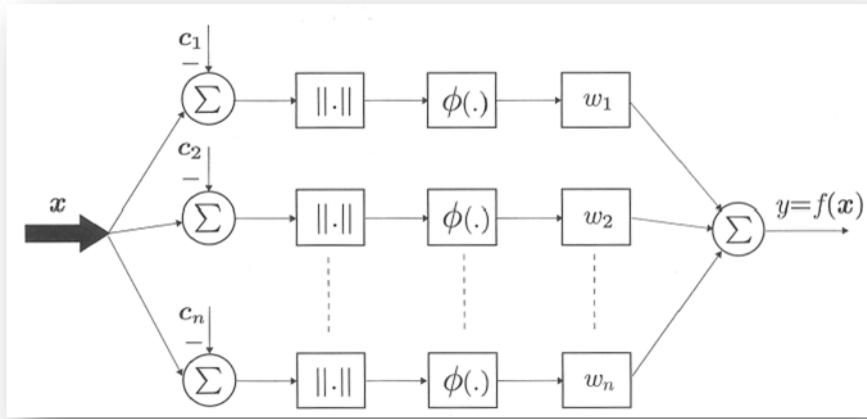 c₁
−
Σ ||.|| ϕ(.) w₁
c₂
−
x
Σ ||.|| ϕ(.) w₂
Σ y=f(x)
cₙ
−
Σ ||.|| ϕ(.) wₙ